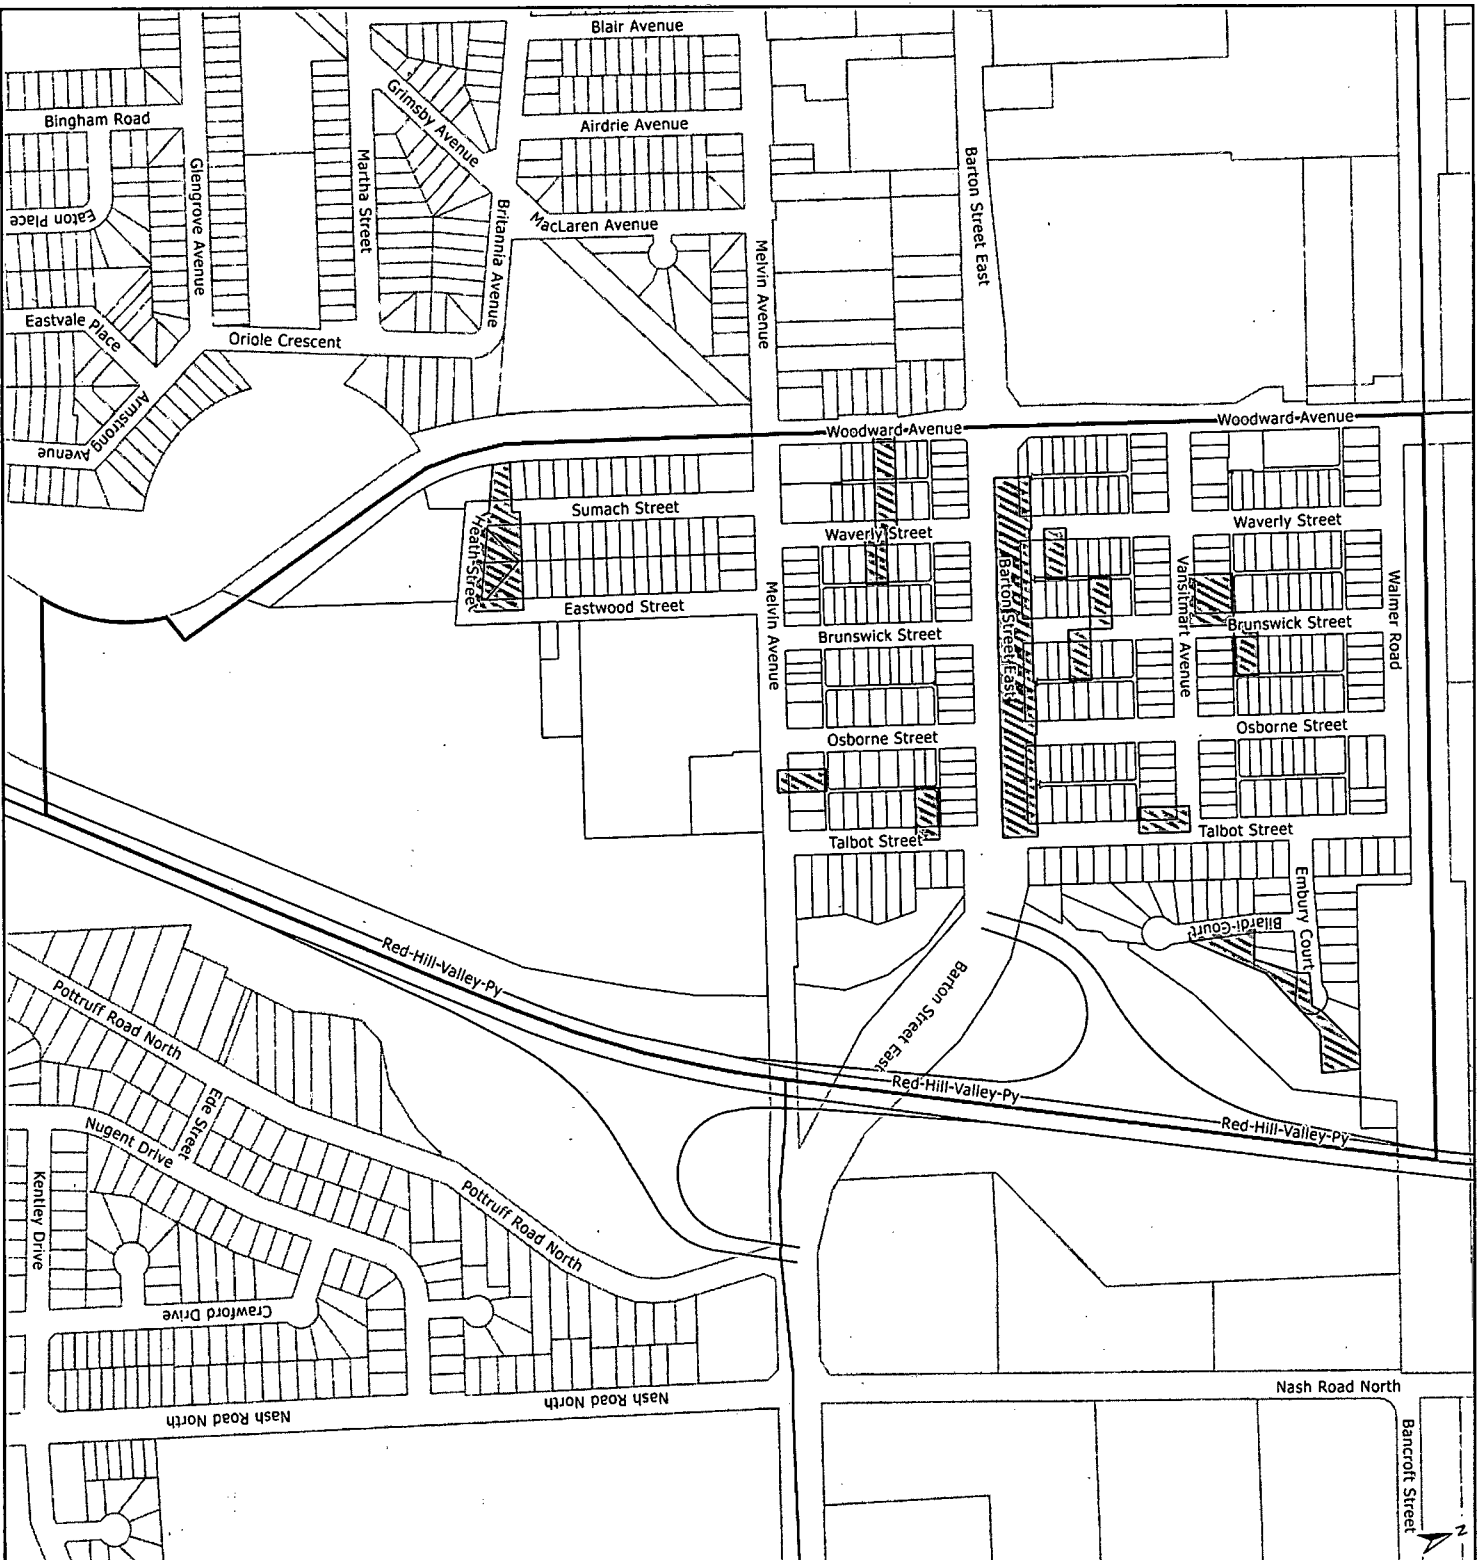 Blair Avenue
Grimsby Avenue
Bingham Road
Airdrie Avenue
Glengrove Avenue
Martha Street
Barton Street East
Eaton Place
Britannia Avenue
MacLaren Avenue
Melvin Avenue
Eastvale Place
Oriole Crescent
Armstrong
Avenue
Woodward-Avenue
Woodward-Avenue
Sumach Street
Waverly Street
Waverly Street
Heath-Street
Eastwood Street
Melvin Avenue
Brunswick Street
Barton Street East
Vansitmart Avenue
Brunswick Street
Walmer Road
Osborne Street
Osborne Street
Talbot Street
Talbot Street
Embury Court
Bilardi-Court
Red-Hill-Valley-Py
Barton Street East
Pottruff Road North
Red-Hill-Valley-Py
Ede Street
Nugent Drive
Red-Hill-Valley-Py
Kentley Drive
Pottruff Road North
Crawford Drive
Nash Road North
Nash Road North
Nash Road North
Bancroft Street
N